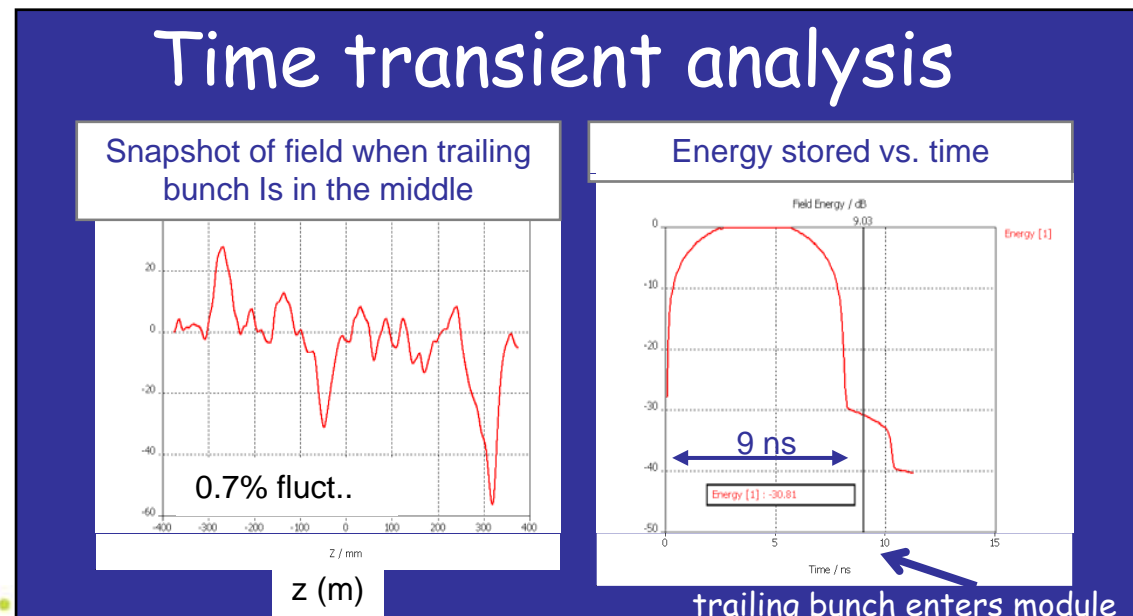 Time transient analysis
Snapshot of field when trailing
bunch Is in the middle
20
0
-20
-40
-60
-400
-300
-200
-100
0
100
200
300
400
0.7% fluct..
Z / mm
z (m)
Energy stored vs. time
Field Energy / dB
9.03
Energy [1]
0
-10
-20
-30
-40
-50
9 ns
Energy [1] : -30.81
0
5
10
15
Time / ns
trailing bunch enters module